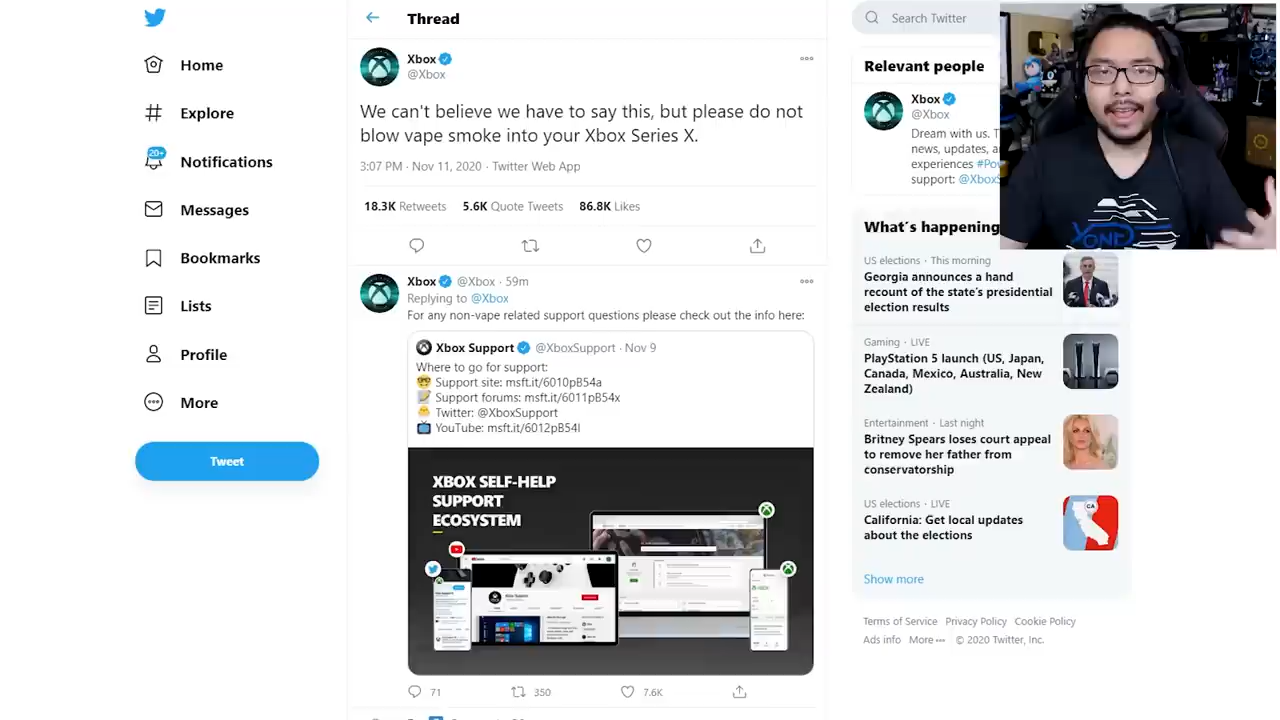 Thread
Search Twitter
Home
Explore
20+
Notifications
Messages
Bookmarks
Lists
Profile
More
Tweet
Xbox
@Xbox
We can't believe we have to say this, but please do not
blow vape smoke into your Xbox Series X.
3:07 PM · Nov 11, 2020 · Twitter Web App
18.3K Retweets 5.6K Quote Tweets 86.8K Likes
Xbox @Xbox · 59m
Replying to @Xbox
For any non-vape related support questions please check out the info here:
Xbox Support @XboxSupport · Nov 9
Where to go for support:
Support site: msft.it/6010pB54a
Support forums: msft.it/6011pB54x
Twitter: @XboxSupport
YouTube: msft.it/6012pB54l
XBOX SELF-HELP
SUPPORT
ECOSYSTEM
71 350 7.6K
Relevant people
Xbox
@Xbox
Dream with us.
news, updates,
experiences
support:
What's happening
US elections · This morning
Georgia announces a hand
recount of the state's presidential
election results
Gaming · LIVE
PlayStation 5 launch (US, Japan,
Canada, Mexico, Australia, New
Zealand)
Entertainment · Last night
Britney Spears loses court appeal
to remove her father from
conservatorship
US elections · LIVE
California: Get local updates
about the elections
Show more
Terms of Service Privacy Policy Cookie Policy
Ads info More © 2020 Twitter, Inc.